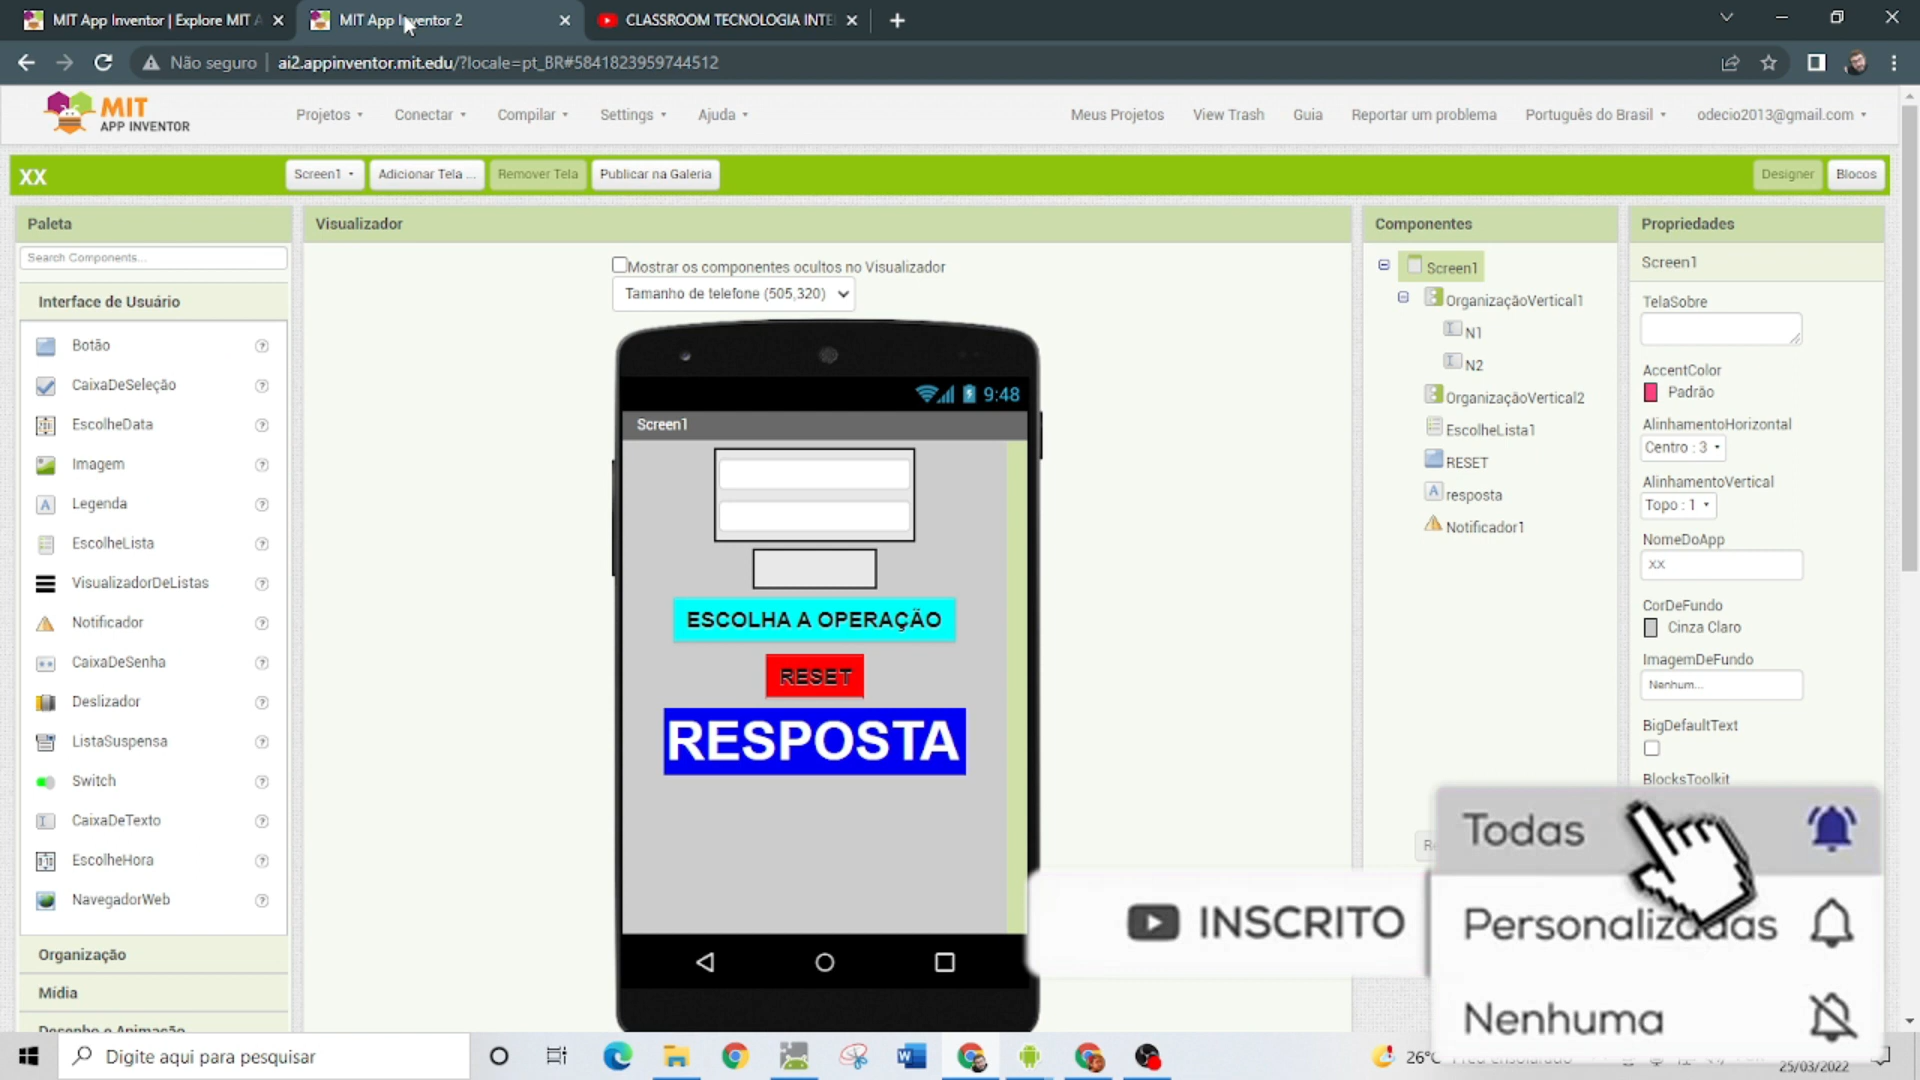 MIT App Inventor | Explore MIT A
MIT App Inventor 2
CLASSROOM TECNOLOGIA INTE
Não seguro
ai2.appinventor.mit.edu/?locale=pt_BR#5841823959744512
MIT
APP INVENTOR
Projetos
Conectar
Compilar
Settings
Ajuda
Meus Projetos
View Trash
Guia
Reportar um problema
Português do Brasil
odecio2013@gmail.com
XX
Screen1
Adicionar Tela ...
Remover Tela
Publicar na Galeria
Designer
Blocos
Paleta
Search Components...
Interface de Usuário
Botão
CaixaDeSeleção
EscolheData
Imagem
Legenda
EscolheLista
VisualizadorDeListas
Notificador
CaixaDeSenha
Deslizador
ListaSuspensa
Switch
CaixaDeTexto
EscolheHora
NavegadorWeb
Organização
Mídia
Desenho e Animação
Visualizador
Mostrar os componentes ocultos no Visualizador
Tamanho de telefone (505,320)
9:48
Screen1
ESCOLHA A OPERAÇÃO
RESET
RESPOSTA
Componentes
Screen1
OrganizaçãoVertical1
N1
N2
OrganizaçãoVertical2
EscolheLista1
RESET
resposta
Notificador1
Propriedades
Screen1
TelaSobre
AccentColor
Padrão
AlinhamentoHorizontal
Centro : 3
AlinhamentoVertical
Topo : 1
NomeDoApp
XX
CorDeFundo
Cinza Claro
ImagemDeFundo
Nenhum...
BigDefaultText
BlocksToolkit
INSCRITO
Todas
Personalizadas
Nenhuma
Digite aqui para pesquisar
26°C
25/03/2022